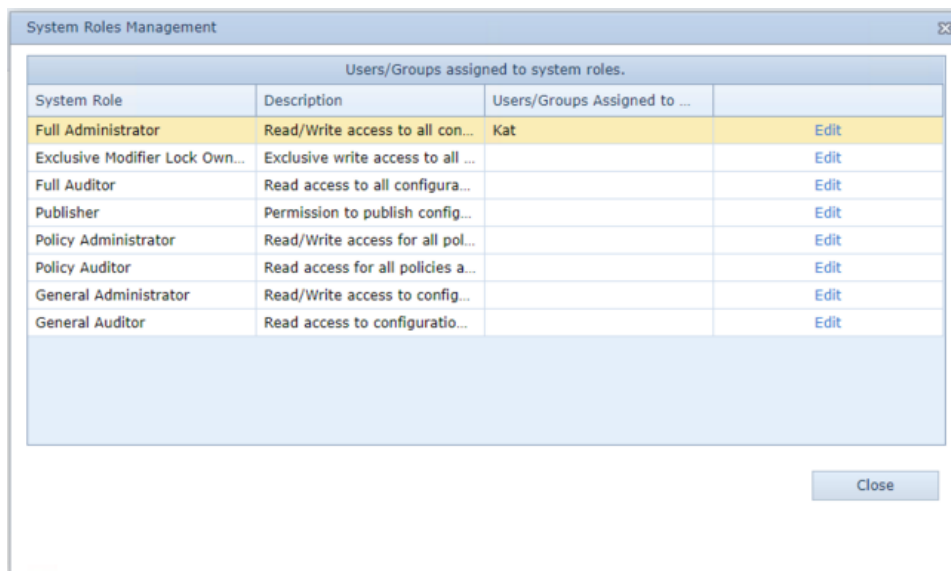 System Roles Management
Users/Groups assigned to system roles.
System Role Description Users/Groups Assigned to ...
Full Administrator Read/Write access to all con... Kat Edit
Exclusive Modifier Lock Own... Exclusive write access to all ... Edit
Full Auditor Read access to all configura... Edit
Publisher Permission to publish config... Edit
Policy Administrator Read/Write access for all pol... Edit
Policy Auditor Read access for all policies a... Edit
General Administrator Read/Write access to config... Edit
General Auditor Read access to configuratio... Edit
Close